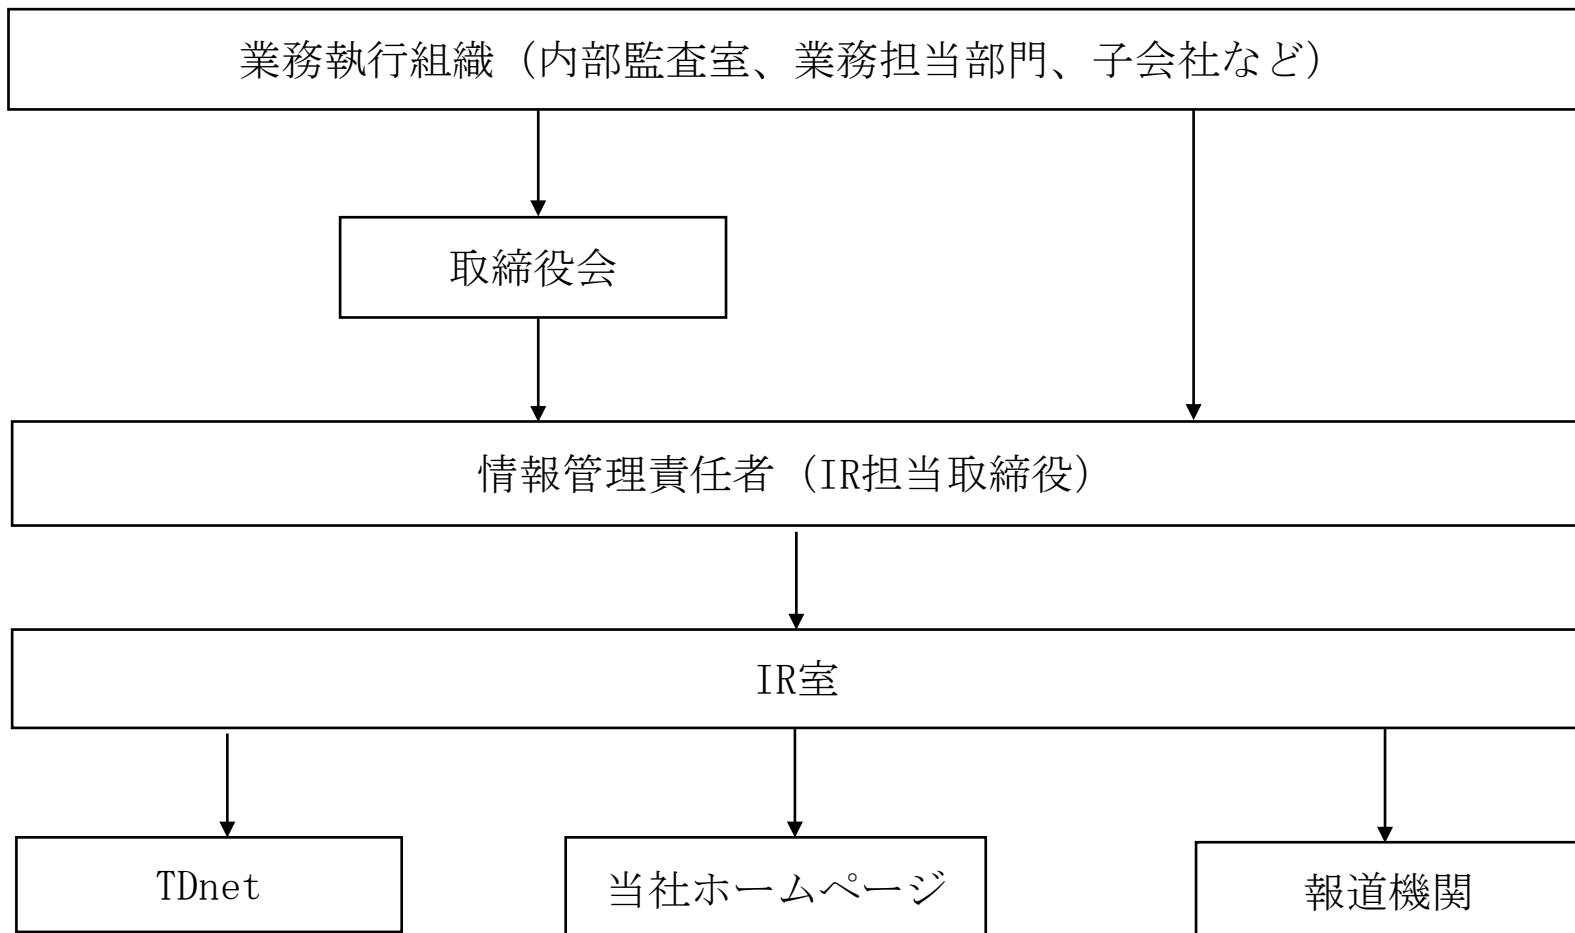 業務執行組織（内部監査室、業務担当部門、子会社など）
取締役会
情報管理責任者（IR担当取締役）
IR室
TDnet
当社ホームページ
報道機関